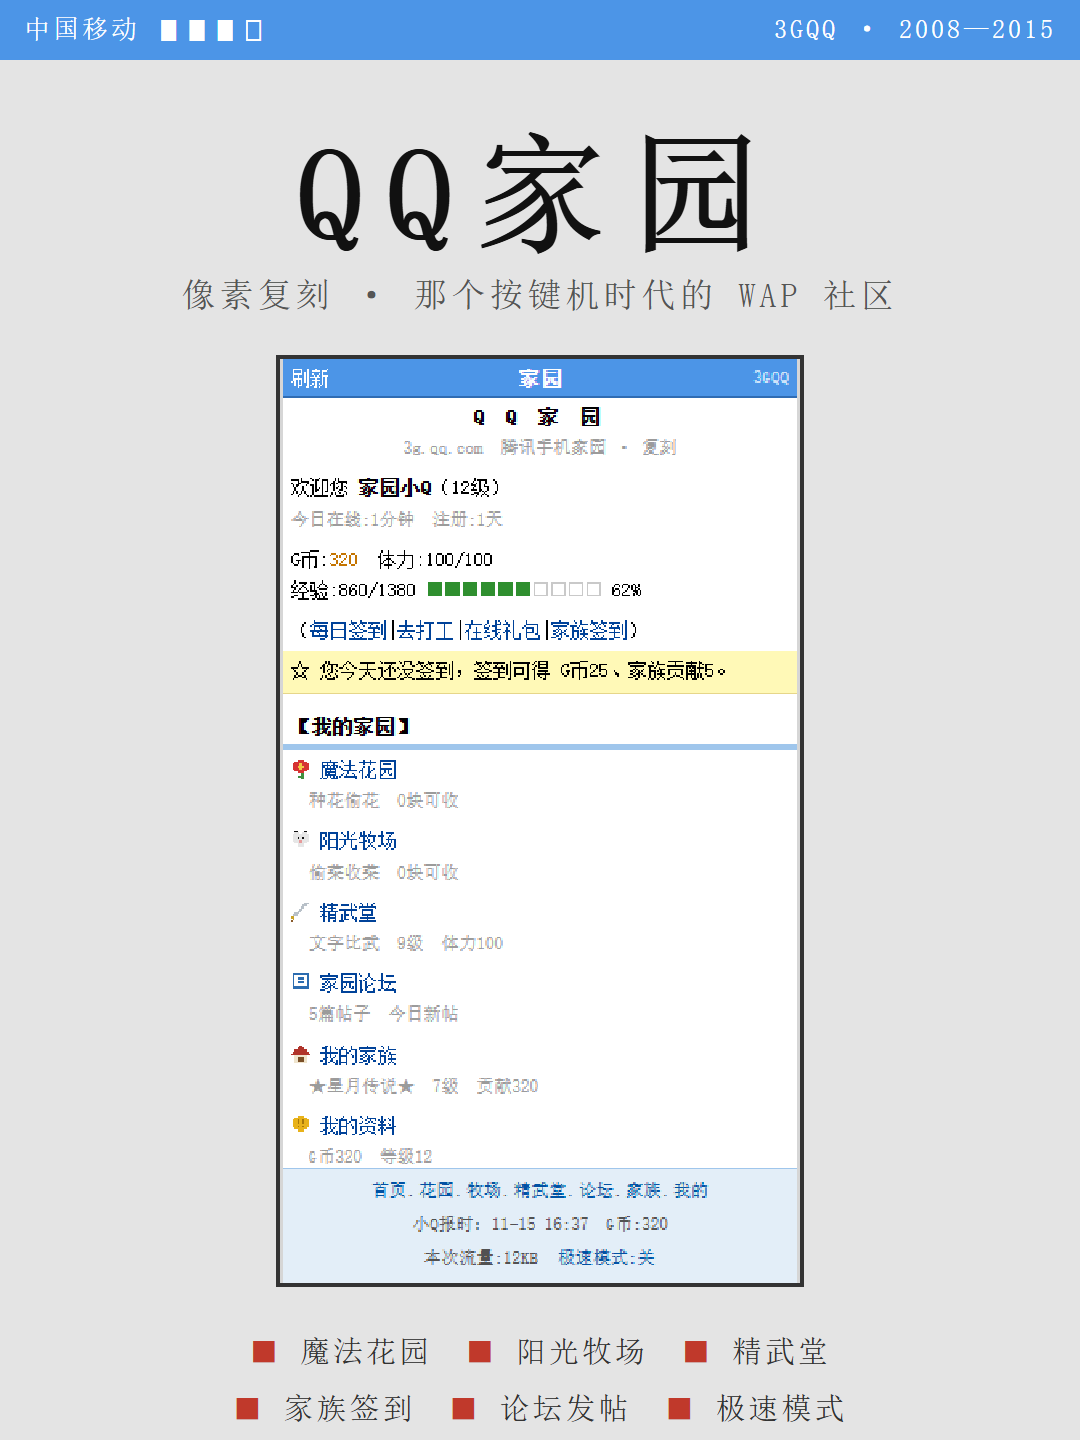 中国移动
3GQQ • 2008—2015
QQ家园
像素复刻 • 那个按键机时代的 WAP 社区
刷新 家园 3GQQ
Q Q 家 园
3g.qq.com 腾讯手机家园 · 复刻
欢迎您 家园小Q（12级）
今日在线:1分钟 注册:1天
G币:320 体力:100/100
经验:860/1380 62%
（每日签到|去打工|在线礼包|家族签到）
☆ 您今天还没签到，签到可得 G币25、家族贡献5。
【我的家园】
魔法花园
种花偷花 0块可收
阳光牧场
偷菜收菜 0块可收
精武堂
文字比武 9级 体力100
家园论坛
5篇帖子 今日新帖
我的家族
★星月传说★ 7级 贡献320
我的资料
G币320 等级12
首页.花园.牧场.精武堂.论坛.家族.我的
小Q报时: 11-15 16:37 G币:320
本次流量:12KB 极速模式:关
■ 魔法花园 ■ 阳光牧场 ■ 精武堂
■ 家族签到 ■ 论坛发帖 ■ 极速模式